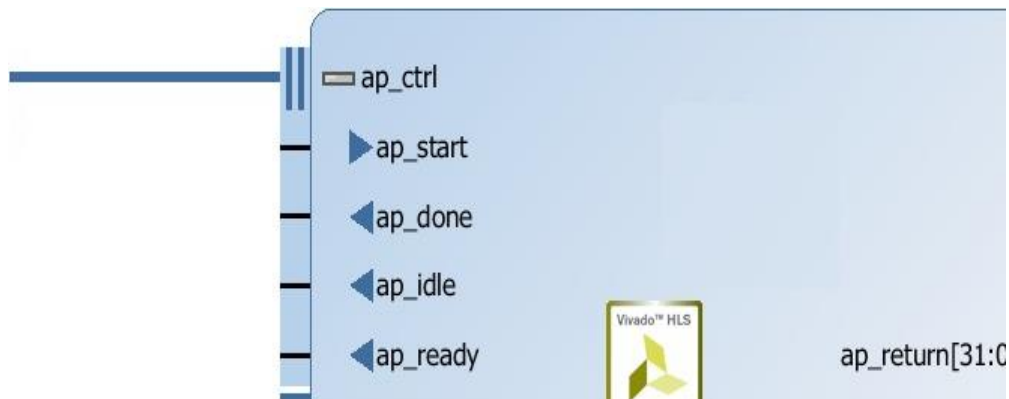 ap_ctrl
ap_start
ap_done
ap_idle
Vivado™ HLS
ap_ready
ap_return[31:0